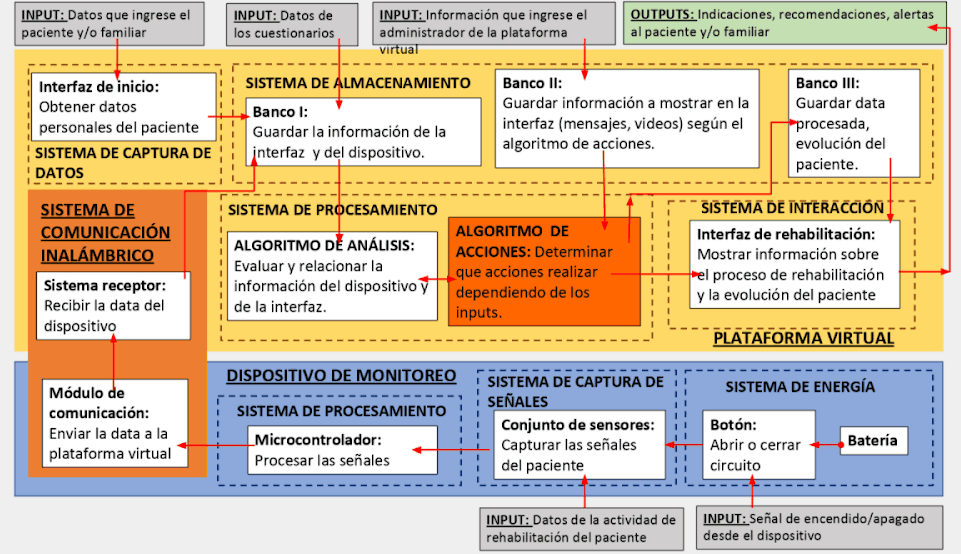 INPUT: Datos que ingrese el
paciente y/o familiar
INPUT: Datos de
los cuestionarios
INPUT: Información que ingrese el
administrador de la plataforma
virtual
OUTPUTS: Indicaciones, recomendaciones, alertas
al paciente y/o familiar
Interfaz de inicio:
Obtener datos
personales del paciente
SISTEMA DE CAPTURA DE
DATOS
SISTEMA DE ALMACENAMIENTO
Banco I:
Guardar la información de la
interfaz y del dispositivo.
Banco II:
Guardar información a mostrar en la
interfaz (mensajes, videos) según el
algoritmo de acciones.
Banco III:
Guardar data
procesada,
evolución del
paciente.
SISTEMA DE
COMUNICACIÓN
INALÁMBRICO
Sistema receptor:
Recibir la data del
dispositivo
SISTEMA DE PROCESAMIENTO
ALGORITMO DE ANÁLISIS:
Evaluar y relacionar la
información del dispositivo y
de la interfaz.
ALGORITMO DE
ACCIONES: Determinar
que acciones realizar
dependiendo de los
inputs.
SISTEMA DE INTERACCIÓN
Interfaz de rehabilitación:
Mostrar información sobre
el proceso de rehabilitación
y la evolución del paciente
PLATAFORMA VIRTUAL
DISPOSITIVO DE MONITOREO
Módulo de
comunicación:
Enviar la data a la
plataforma virtual
SISTEMA DE PROCESAMIENTO
Microcontrolador:
Procesar las señales
SISTEMA DE CAPTURA DE
SEÑALES
Conjunto de sensores:
Capturar las señales
del paciente
SISTEMA DE ENERGÍA
Botón:
Abrir o cerrar
circuito
Batería
INPUT: Datos de la actividad de
rehabilitación del paciente
INPUT: Señal de encendido/apagado
desde el dispositivo